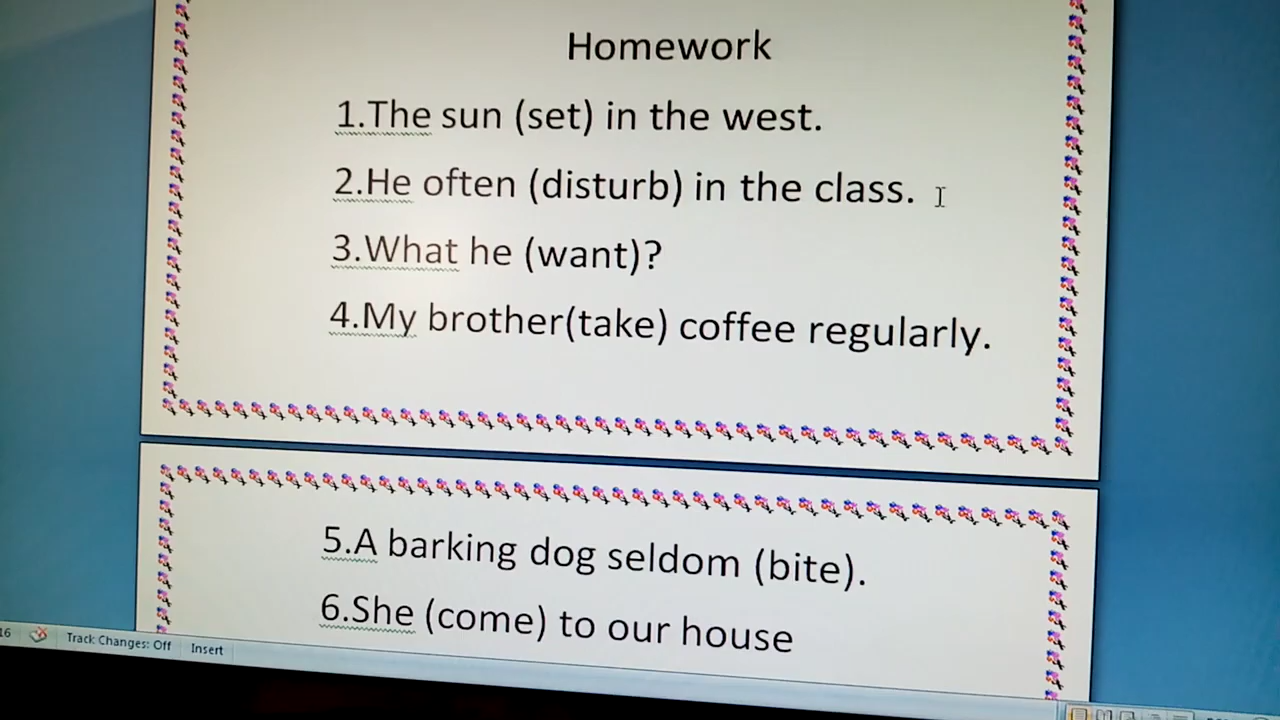 Homework
1.The sun (set) in the west.
2.He often (disturb) in the class.
3.What he (want)?
4.My brother(take) coffee regularly.
5.A barking dog seldom (bite).
6.She (come) to our house
16 Track Changes: Off Insert